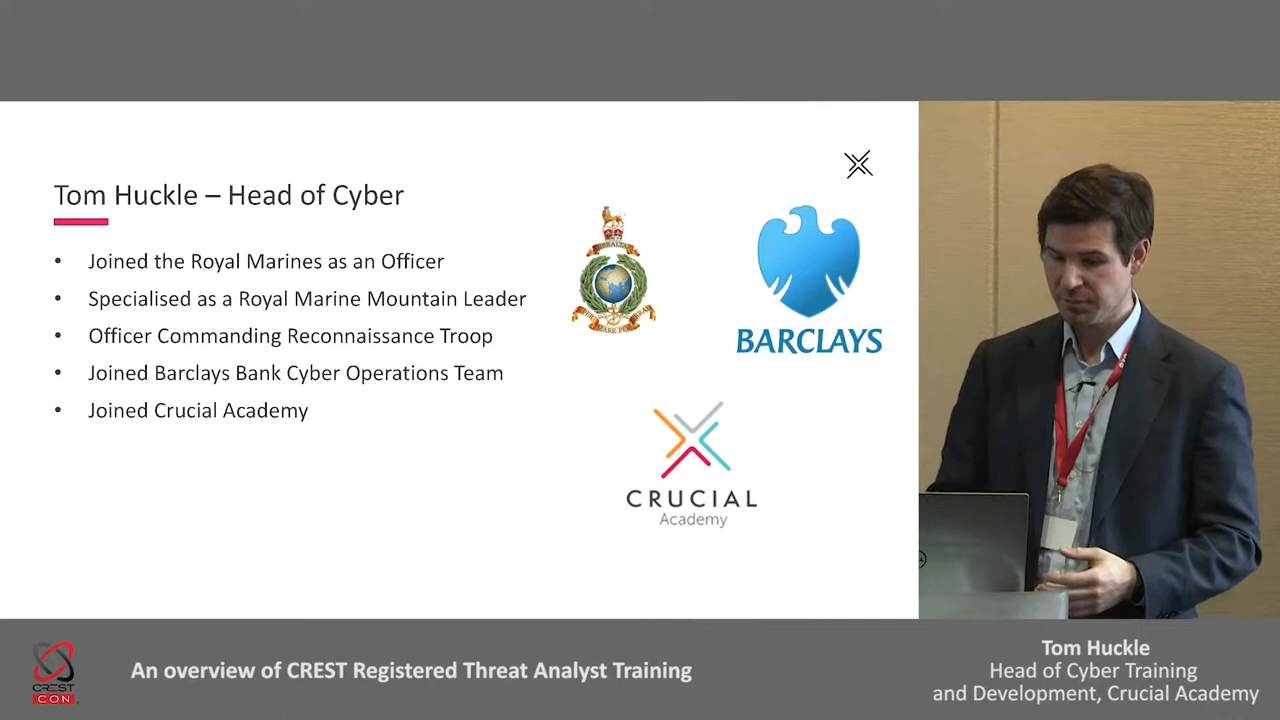 Tom Huckle – Head of Cyber
• Joined the Royal Marines as an Officer
• Specialised as a Royal Marine Mountain Leader
• Officer Commanding Reconnaissance Troop
• Joined Barclays Bank Cyber Operations Team
• Joined Crucial Academy
GIBRALTAR
BARCLAYS
CRUCIAL
Academy
CREST
CON
An overview of CREST Registered Threat Analyst Training
Tom Huckle
Head of Cyber Training
and Development, Crucial Academy